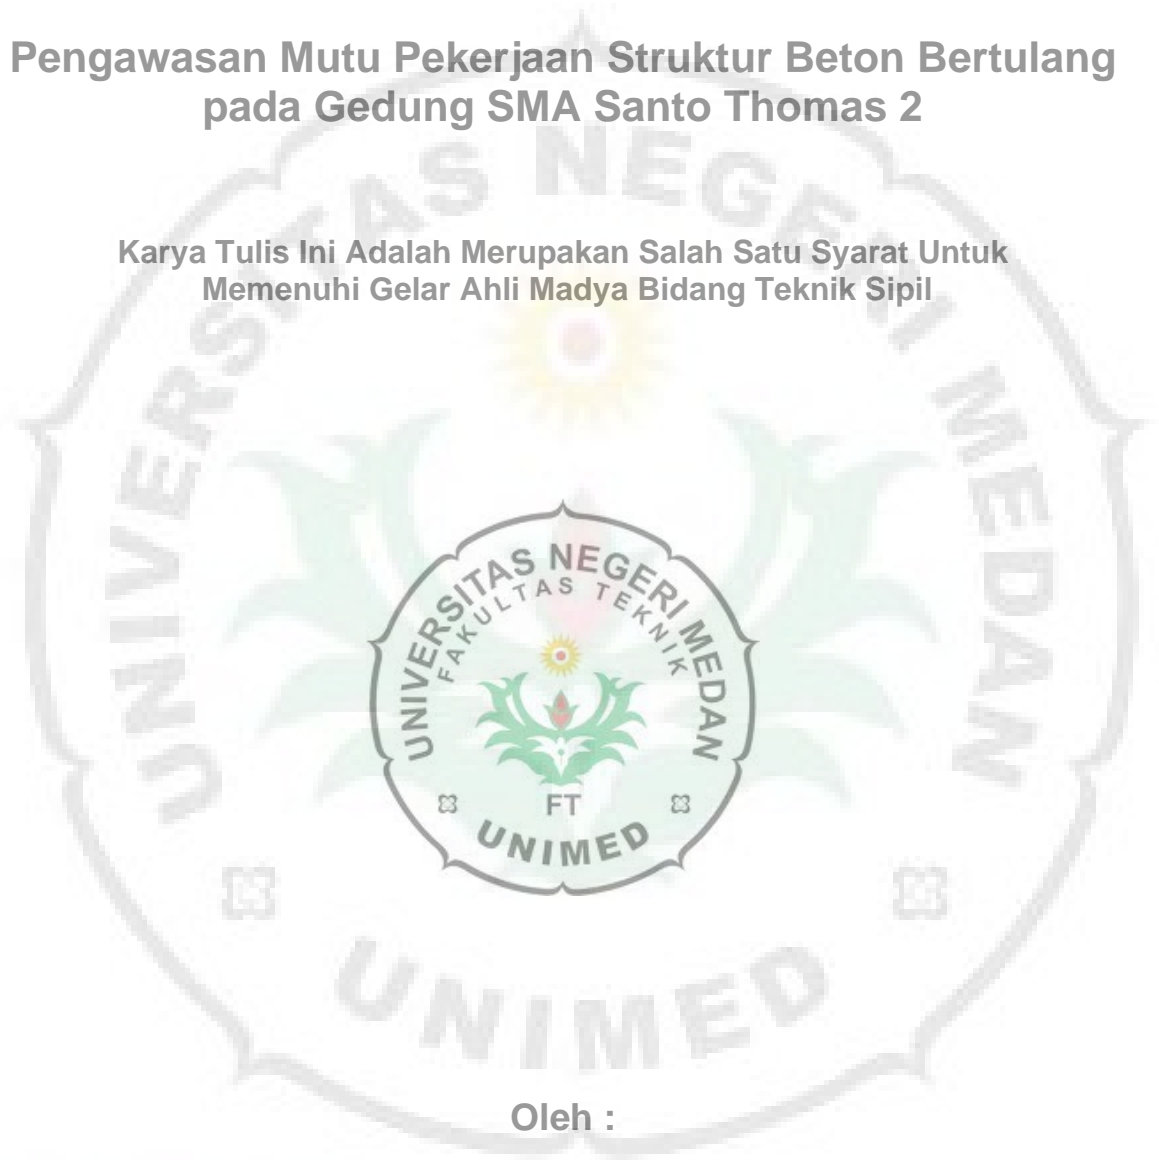 Pengawasan Mutu Pekerjaan Struktur Beton Bertulang
pada Gedung SMA Santo Thomas 2
Karya Tulis Ini Adalah Merupakan Salah Satu Syarat Untuk
Memenuhi Gelar Ahli Madya Bidang Teknik Sipil
UNIVERSITAS NEGERI MEDAN
UNIMED
UNIVERSITAS NEGERI MEDAN
FAKULTAS TEKNIK
FT
UNIMED
Oleh :